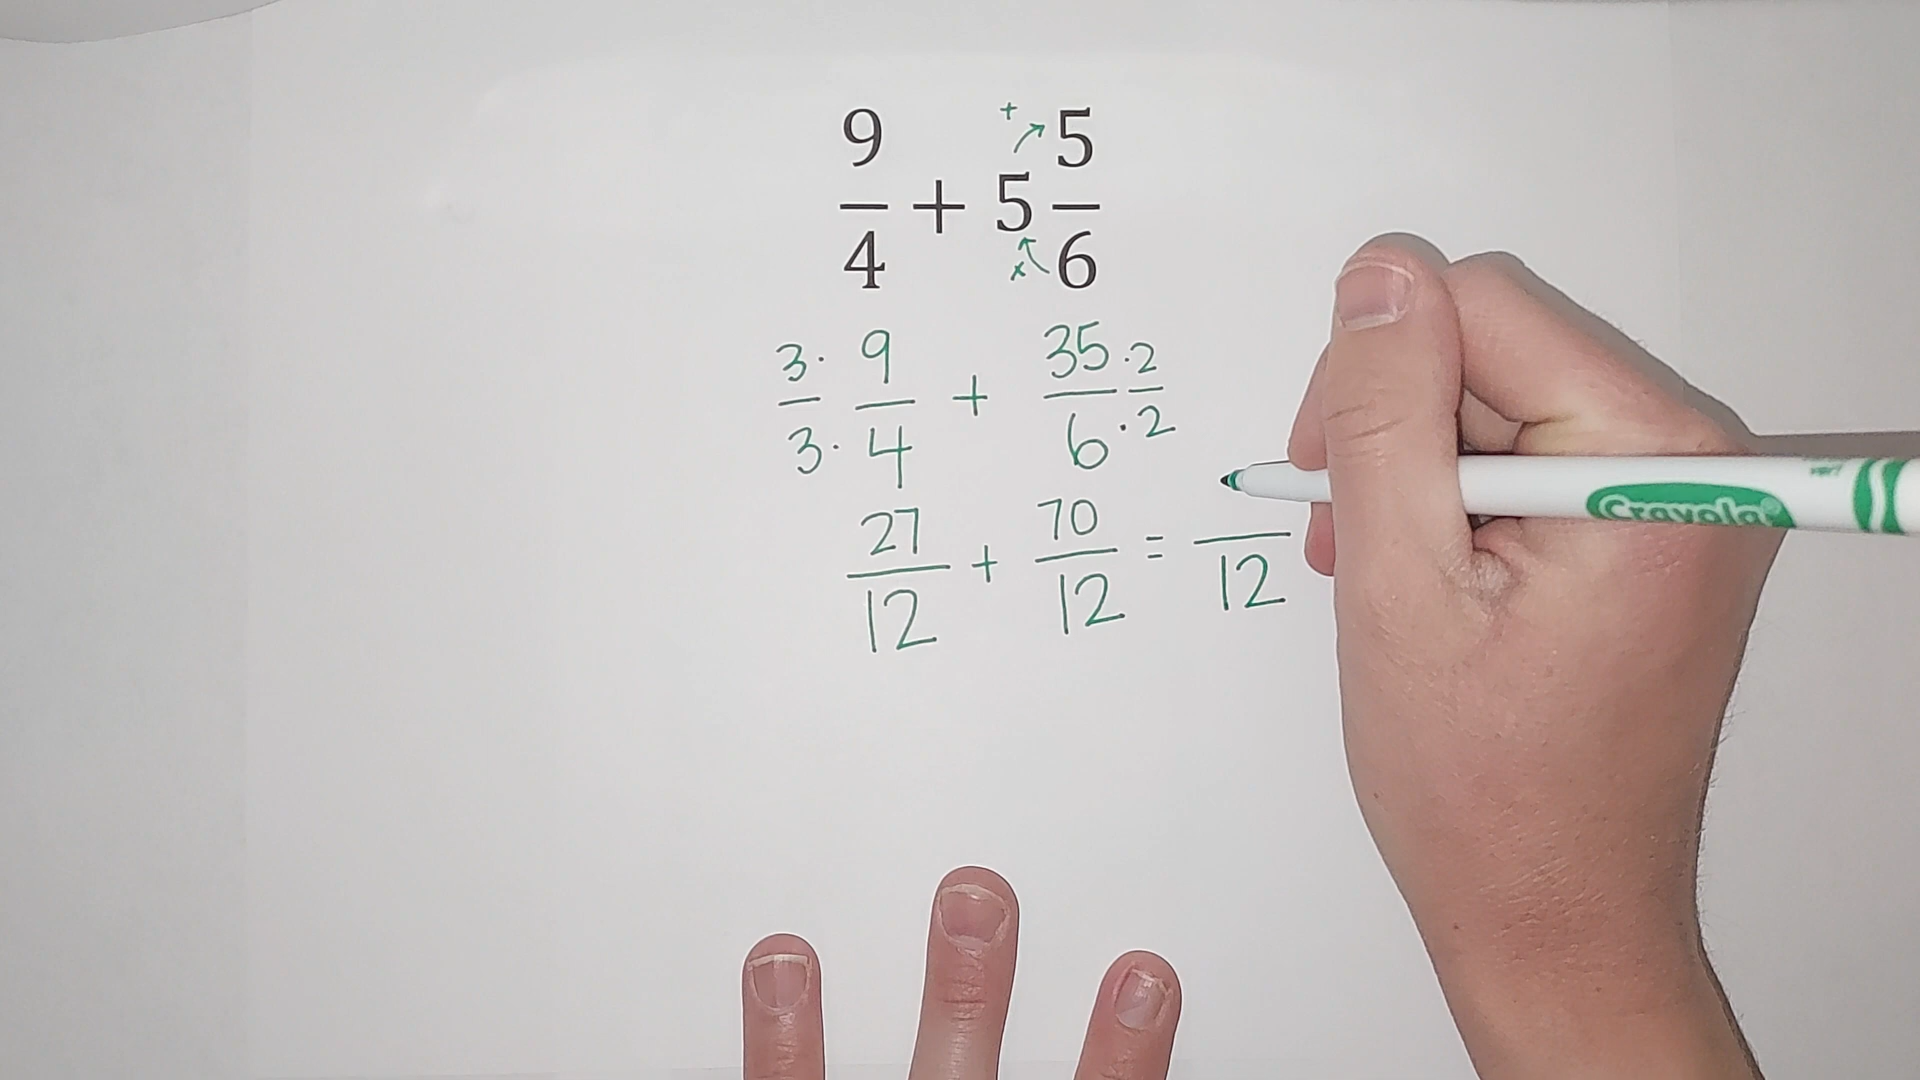 9/4 + 5 5/6
+
×
3·/3· 9/4 + 35/6 ·2/·2
27/12 + 70/12 = /12
Crayola®